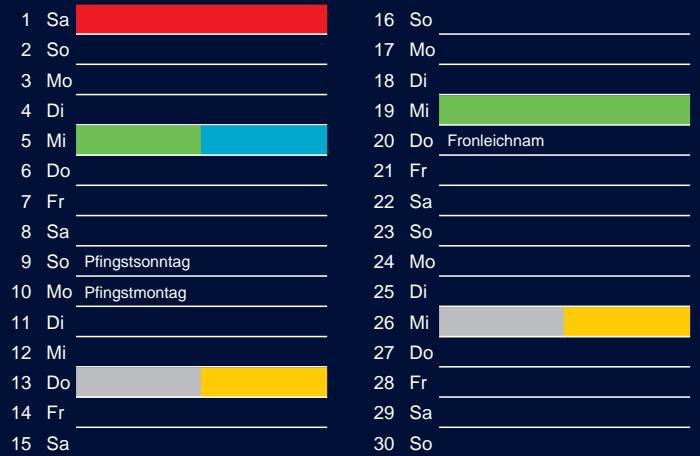 1 Sa
2 So
3 Mo
4 Di
5 Mi
6 Do
7 Fr
8 Sa
9 So Pfingstsonntag
10 Mo Pfingstmontag
11 Di
12 Mi
13 Do
14 Fr
15 Sa
16 So
17 Mo
18 Di
19 Mi
20 Do Fronleichnam
21 Fr
22 Sa
23 So
24 Mo
25 Di
26 Mi
27 Do
28 Fr
29 Sa
30 So